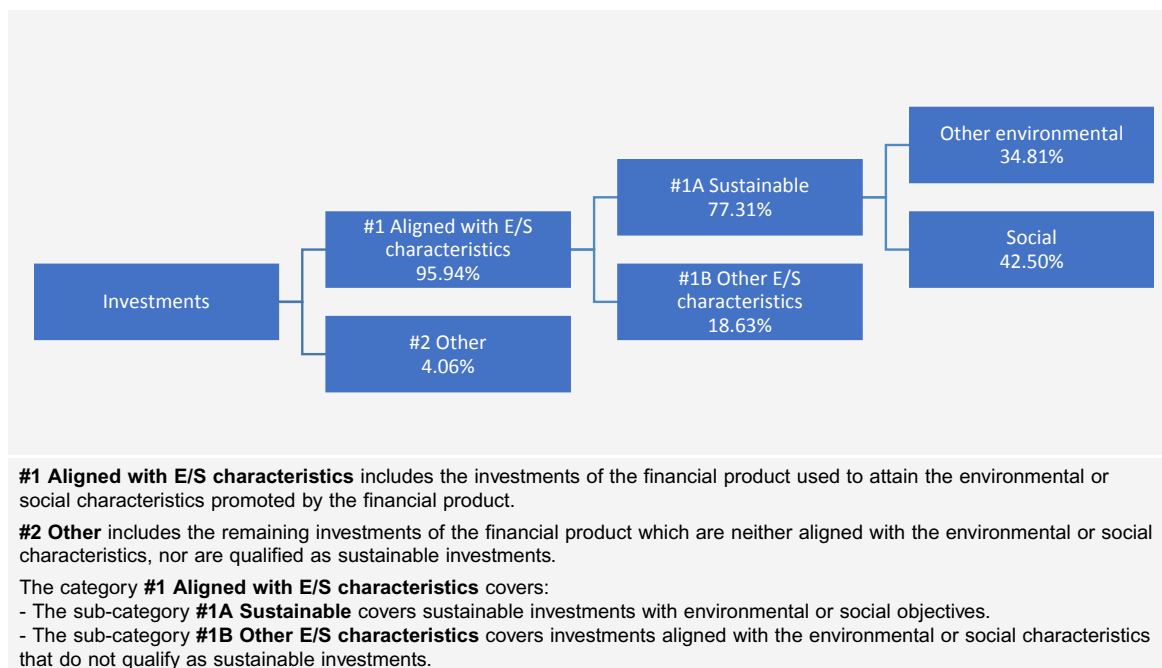 Investments
#1 Aligned with E/S
characteristics
95.94%
#2 Other
4.06%
#1A Sustainable
77.31%
#1B Other E/S
characteristics
18.63%
Other environmental
34.81%
Social
42.50%
#1 Aligned with E/S characteristics includes the investments of the financial product used to attain the environmental or
social characteristics promoted by the financial product.
#2 Other includes the remaining investments of the financial product which are neither aligned with the environmental or social
characteristics, nor are qualified as sustainable investments.
The category #1 Aligned with E/S characteristics covers:
- The sub-category #1A Sustainable covers sustainable investments with environmental or social objectives.
- The sub-category #1B Other E/S characteristics covers investments aligned with the environmental or social characteristics
that do not qualify as sustainable investments.